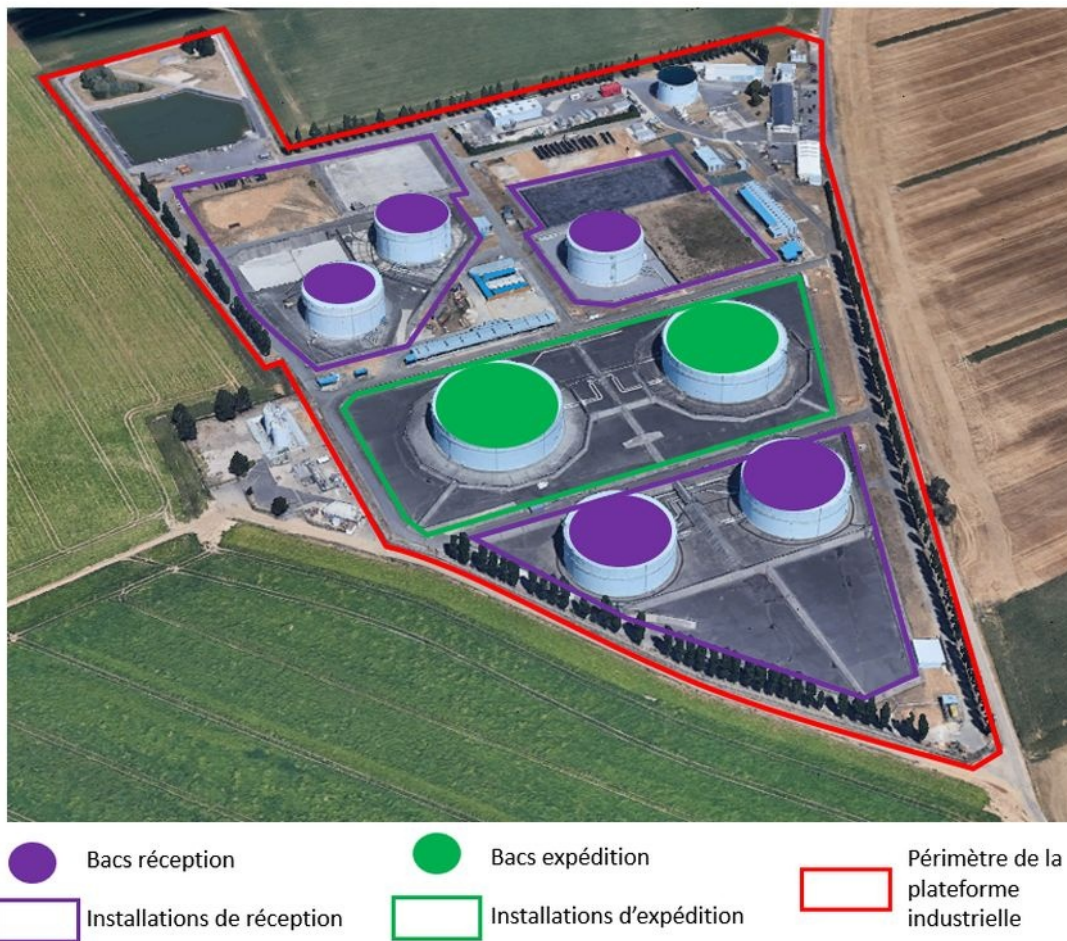 Bacs réception
Bacs expédition
Périmètre de la
plateforme
industrielle
Installations de réception
Installations d'expédition